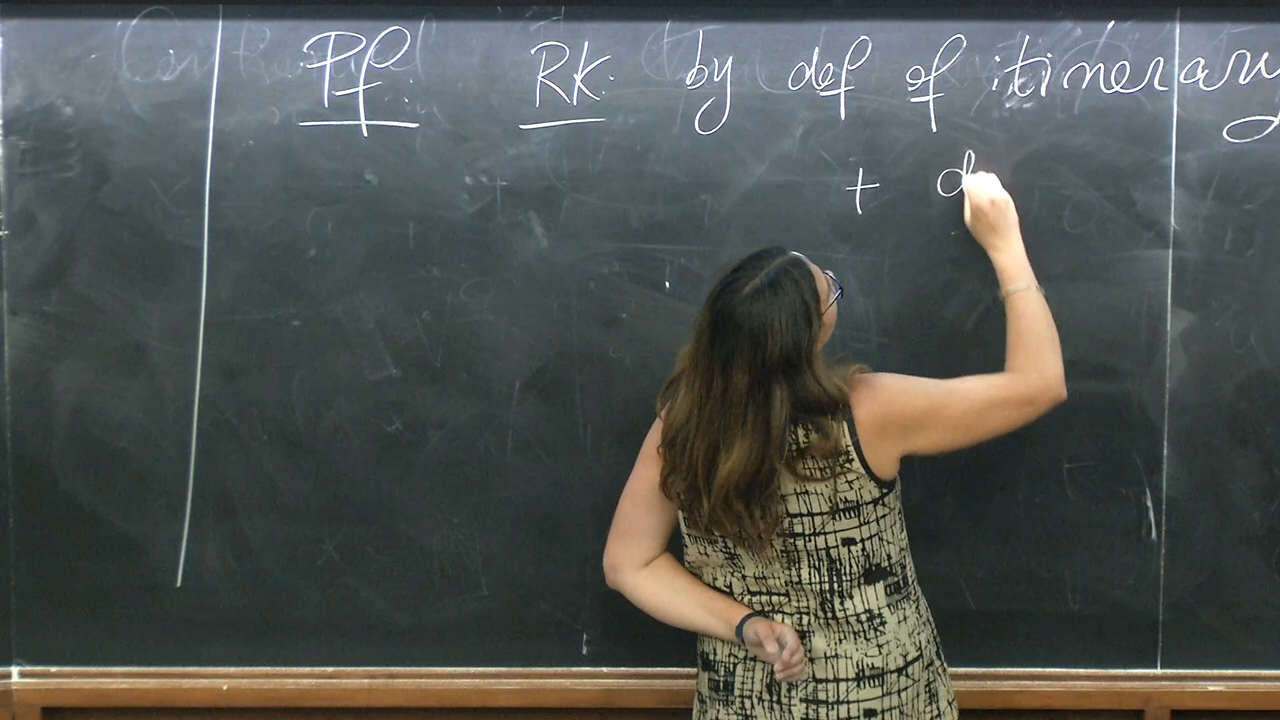 Pf: RK: by def of itinerary
+ d